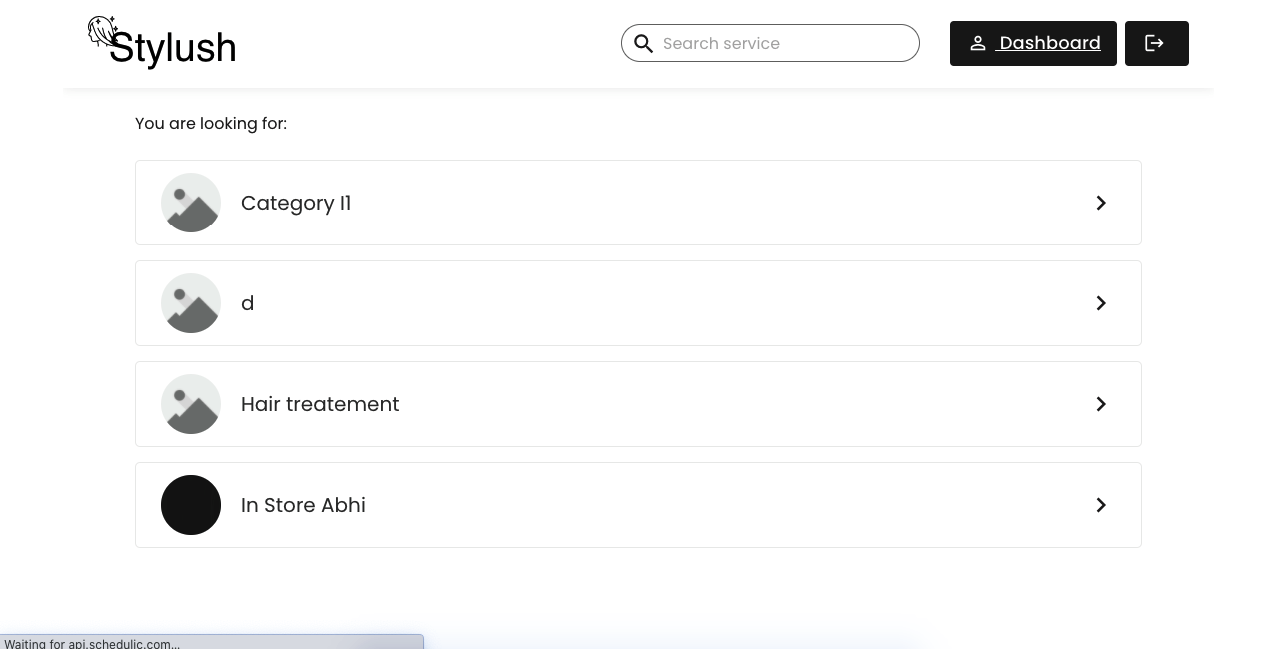 Stylush
Search service
Dashboard
You are looking for:
Category I1
d
Hair treatement
In Store Abhi
Waiting for api.schedulic.com...